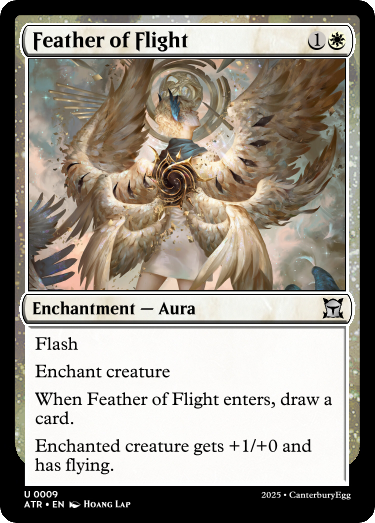 Feather of Flight 1
Enchantment — Aura
Flash
Enchant creature
When Feather of Flight enters, draw a
card.
Enchanted creature gets +1/+0 and
has flying.
U 0009
ATR • EN Hoang Lap
2025 • CanterburyEgg